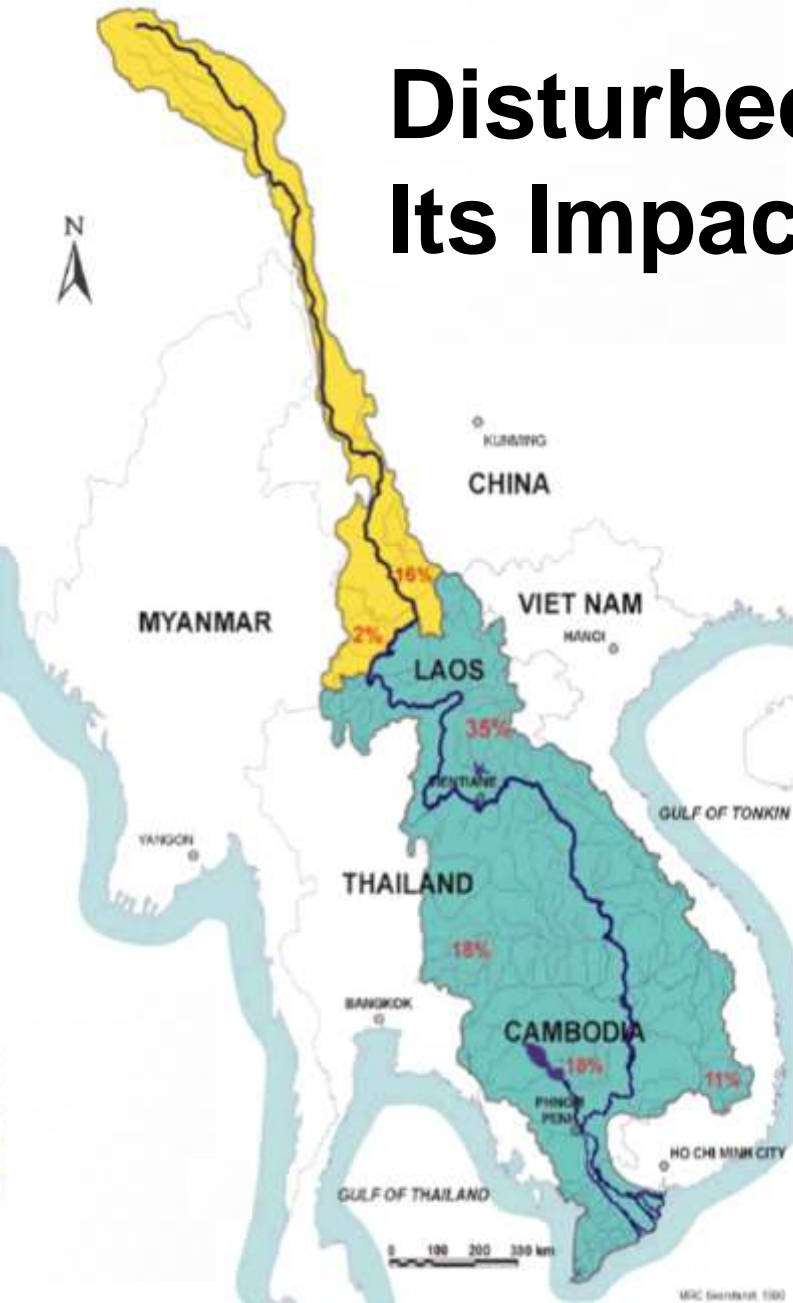 Disturbed
Its Impac
N
KUNMING
CHINA
16%
VIET NAM
MYANMAR
2%
HANOI
LAOS
35%
VIENTIANE
GULF OF TONKIN
YANGON
THAILAND
18%
BANGKOK
CAMBODIA
18%
11%
PHNOM
PENH
HO CHI MINH CITY
GULF OF THAILAND
0 100 200 300 km